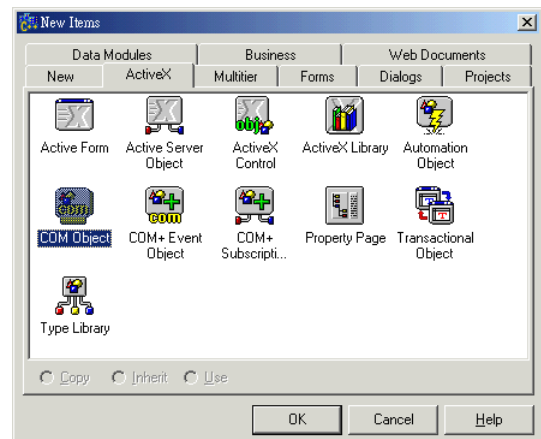 New Items
Data Modules Business Web Documents
New ActiveX Multitier Forms Dialogs Projects
Active Form Active Server Object ActiveX Control ActiveX Library Automation Object
COM Object COM+ Event Object COM+ Subscripti... Property Page Transactional Object
Type Library
Copy Inherit Use
OK Cancel Help